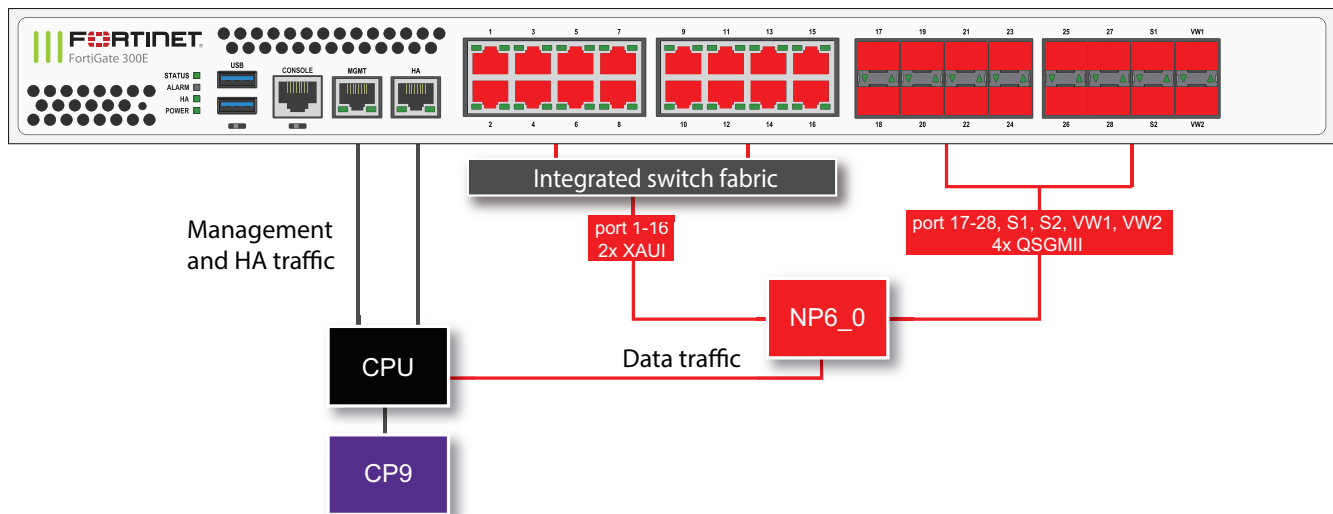 FORTINET
FortiGate 300E
STATUS
ALARM
HA
POWER
USB
CONSOLE
MGMT
HA
1 3 5 7
2 4 6 8
9 11 13 15
10 12 14 16
17 19 21 23
18 20 22 24
25 27 S1 VW1
26 28 S2 VW2
Integrated switch fabric
Management
and HA traffic
port 1-16
2x XAUI
port 17-28, S1, S2, VW1, VW2
4x QSGMII
NP6_0
Data traffic
CPU
CP9